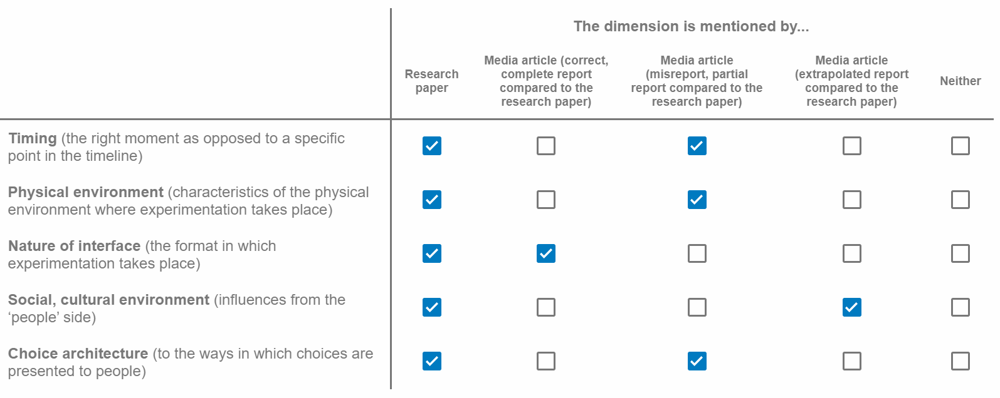 The dimension is mentioned by...
Research
paper
Media article (correct,
complete report
compared to the
research paper)
Media article
(misreport, partial
report compared to the
research paper)
Media article
(extrapolated report
compared to the
research paper)
Neither
Timing (the right moment as opposed to a specific
point in the timeline)
Physical environment (characteristics of the physical
environment where experimentation takes place)
Nature of interface (the format in which
experimentation takes place)
Social, cultural environment (influences from the
‘people’ side)
Choice architecture (to the ways in which choices are
presented to people)